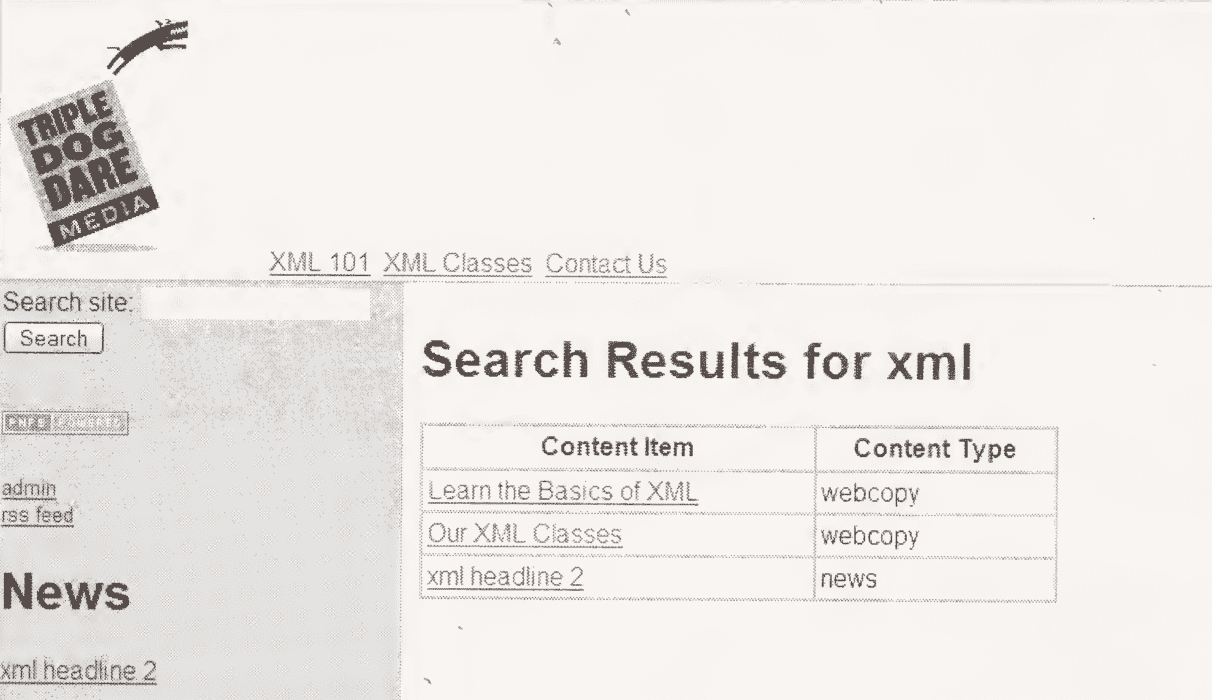 TRIPLE
DOG
DARE
MEDIA
XML 101 XML Classes Contact Us
Search site:
Search
admin
rss feed
News
xml headline 2
Search Results for xml
Content Item Content Type
Learn the Basics of XML webcopy
Our XML Classes webcopy
xml headline 2 news